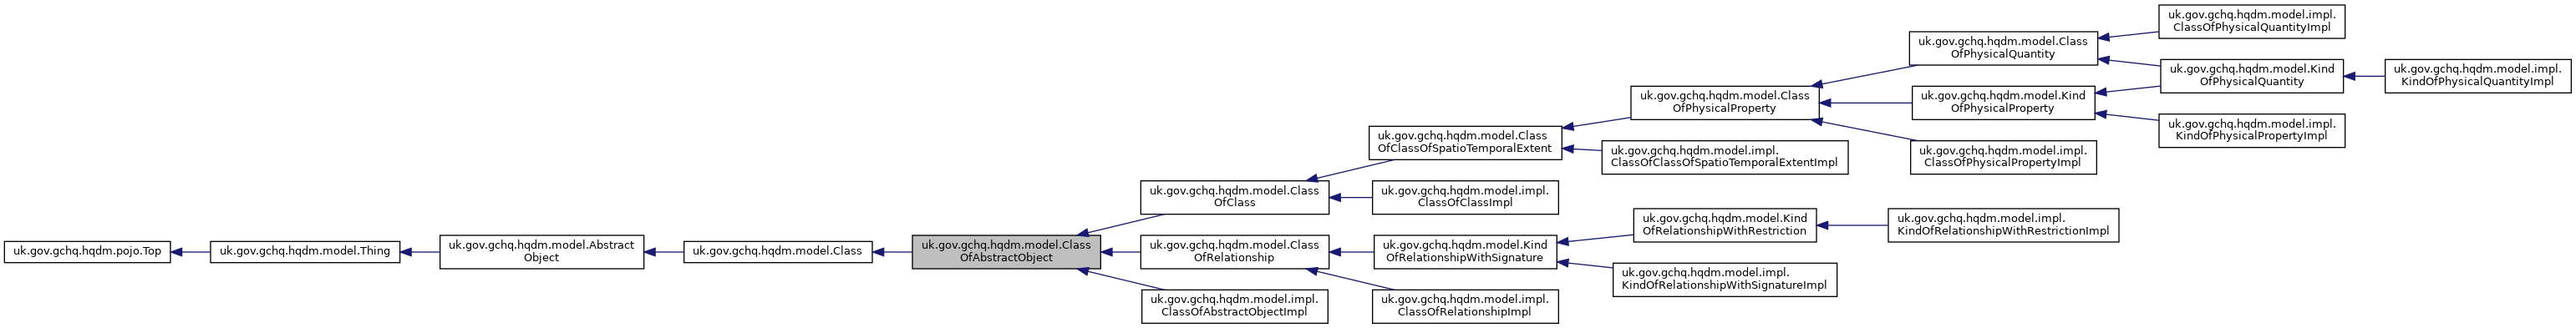 uk.gov.gchq.hqdm.pojo.Top
uk.gov.gchq.hqdm.model.Thing
uk.gov.gchq.hqdm.model.Abstract
Object
uk.gov.gchq.hqdm.model.Class
uk.gov.gchq.hqdm.model.Class
OfAbstractObject
uk.gov.gchq.hqdm.model.Class
OfClass
uk.gov.gchq.hqdm.model.Class
OfRelationship
uk.gov.gchq.hqdm.model.impl.
ClassOfAbstractObjectImpl
uk.gov.gchq.hqdm.model.Class
OfClassOfSpatioTemporalExtent
uk.gov.gchq.hqdm.model.impl.
ClassOfClassImpl
uk.gov.gchq.hqdm.model.Kind
OfRelationshipWithSignature
uk.gov.gchq.hqdm.model.impl.
ClassOfRelationshipImpl
uk.gov.gchq.hqdm.model.Class
OfPhysicalProperty
uk.gov.gchq.hqdm.model.impl.
ClassOfClassOfSpatioTemporalExtentImpl
uk.gov.gchq.hqdm.model.Kind
OfRelationshipWithRestriction
uk.gov.gchq.hqdm.model.impl.
KindOfRelationshipWithSignatureImpl
uk.gov.gchq.hqdm.model.Class
OfPhysicalQuantity
uk.gov.gchq.hqdm.model.Kind
OfPhysicalProperty
uk.gov.gchq.hqdm.model.impl.
ClassOfPhysicalPropertyImpl
uk.gov.gchq.hqdm.model.impl.
KindOfRelationshipWithRestrictionImpl
uk.gov.gchq.hqdm.model.impl.
ClassOfPhysicalQuantityImpl
uk.gov.gchq.hqdm.model.Kind
OfPhysicalQuantity
uk.gov.gchq.hqdm.model.impl.
KindOfPhysicalPropertyImpl
uk.gov.gchq.hqdm.model.impl.
KindOfPhysicalQuantityImpl